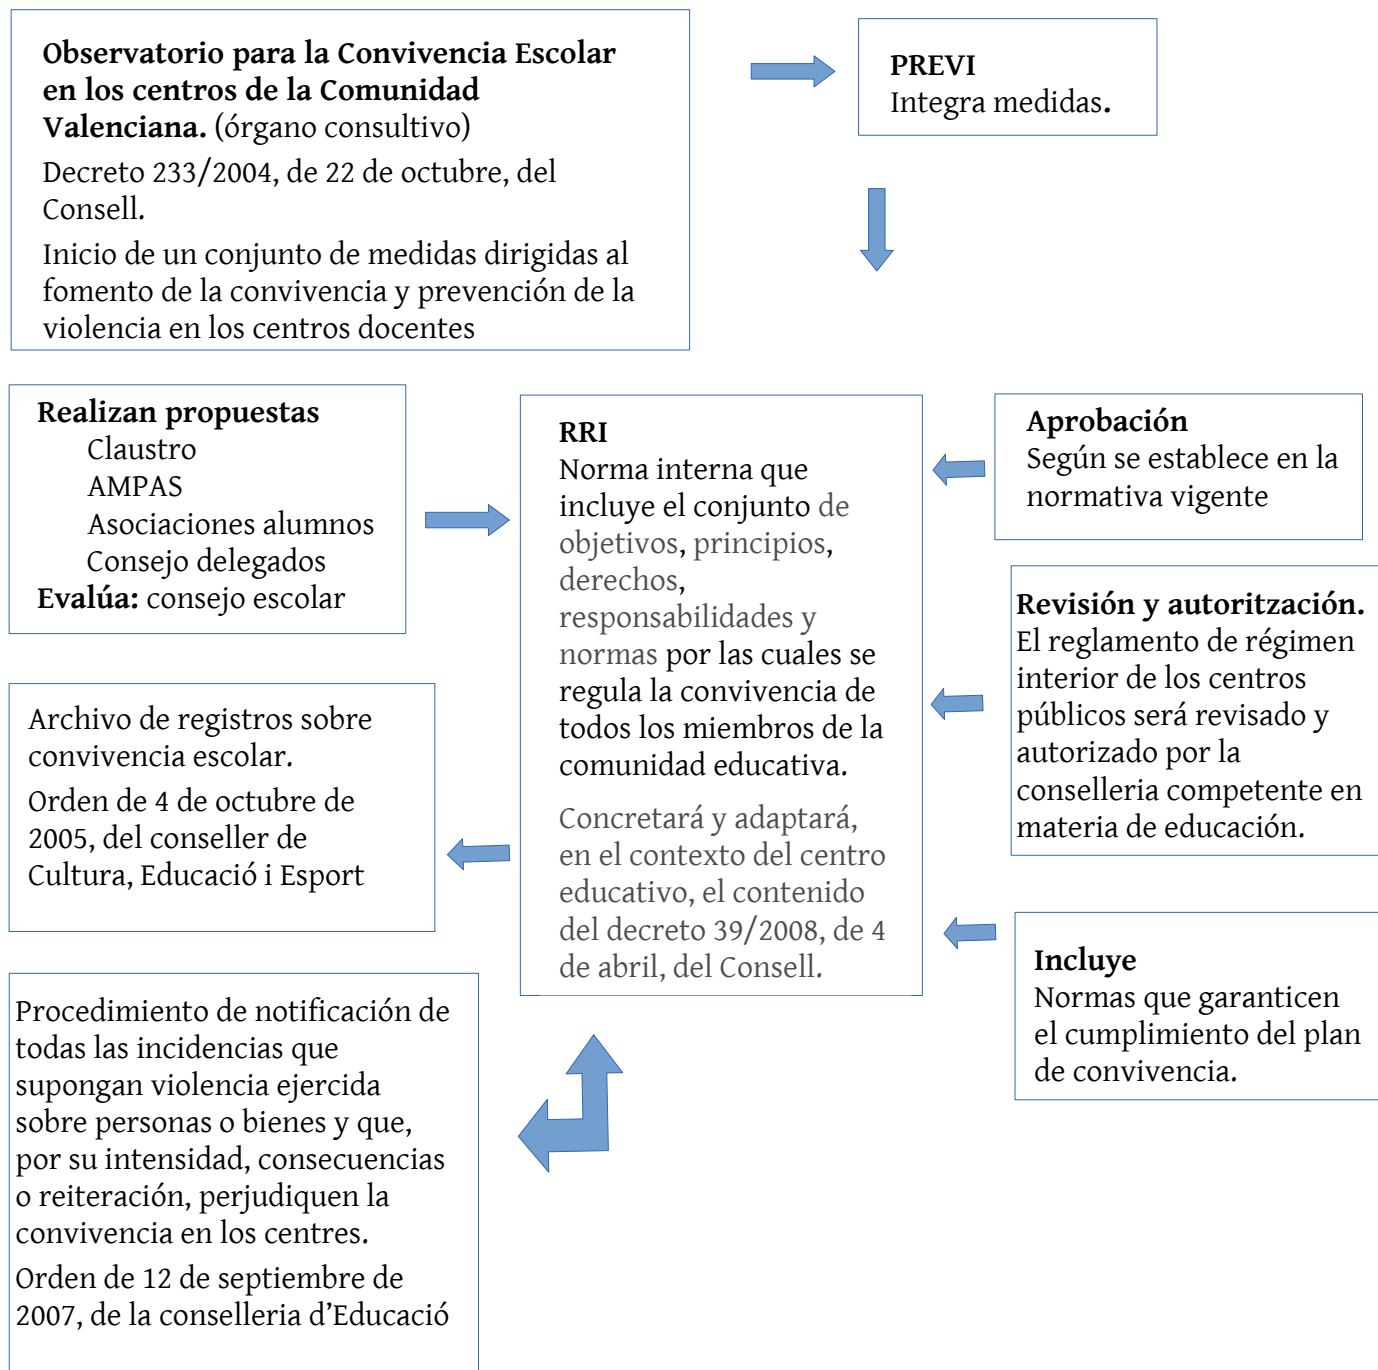 Observatorio para la Convivencia Escolar
en los centros de la Comunidad
Valenciana. (órgano consultivo)
Decreto 233/2004, de 22 de octubre, del
Consell.
Inicio de un conjunto de medidas dirigidas al
fomento de la convivencia y prevención de la
violencia en los centros docentes
PREVI
Integra medidas.
Realizan propuestas
Claustro
AMPAS
Asociaciones alumnos
Consejo delegados
Evalúa: consejo escolar
RRI
Norma interna que
incluye el conjunto de
objetivos, principios,
derechos,
responsabilidades y
normas por las cuales se
regula la convivencia de
todos los miembros de la
comunidad educativa.
Concretará y adaptará,
en el contexto del centro
educativo, el contenido
del decreto 39/2008, de 4
de abril, del Consell.
Aprobación
Según se establece en la
normativa vigente
Revisión y autoritzación.
El reglamento de régimen
interior de los centros
públicos será revisado y
autorizado por la
conselleria competente en
materia de educación.
Incluye
Normas que garanticen
el cumplimiento del plan
de convivencia.
Archivo de registros sobre
convivencia escolar.
Orden de 4 de octubre de
2005, del conseller de
Cultura, Educació i Esport
Procedimiento de notificación de
todas las incidencias que
supongan violencia ejercida
sobre personas o bienes y que,
por su intensidad, consecuencias
o reiteración, perjudiquen la
convivencia en los centres.
Orden de 12 de septiembre de
2007, de la conselleria d’Educació